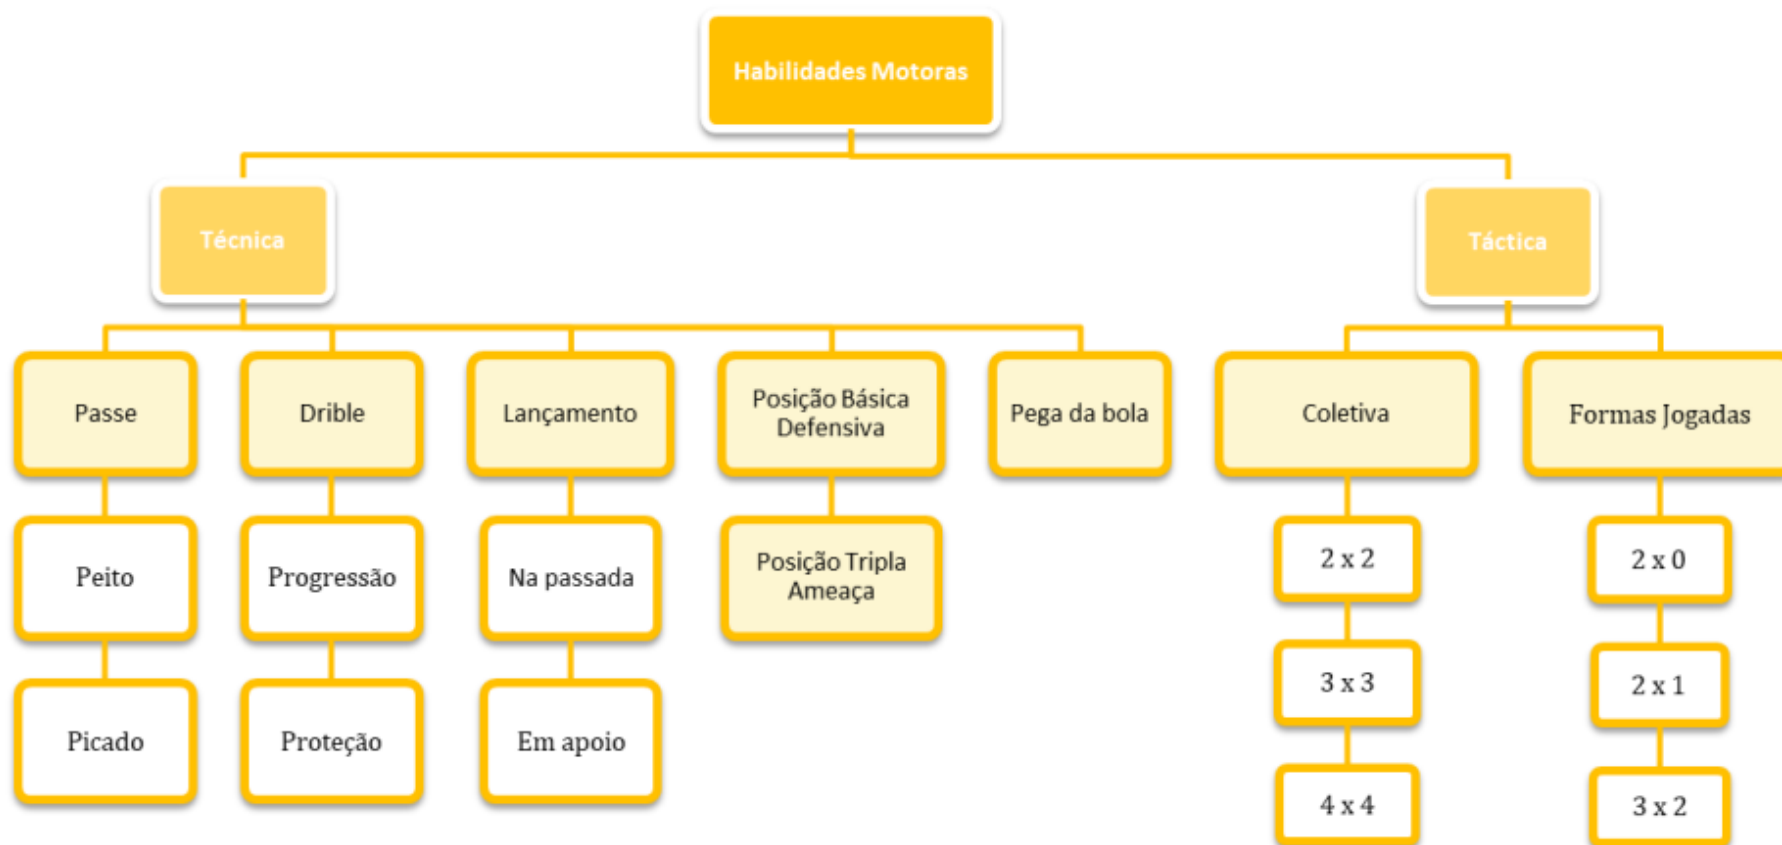 Habilidades Motoras
Técnica
Táctica
Passe
Drible
Lançamento
Posição Básica
Defensiva
Pega da bola
Coletiva
Formas Jogadas
Peito
Progressão
Na passada
Posição Tripla
Ameaça
2 x 2
2 x 0
3 x 3
2 x 1
Picado
Proteção
Em apoio
4 x 4
3 x 2